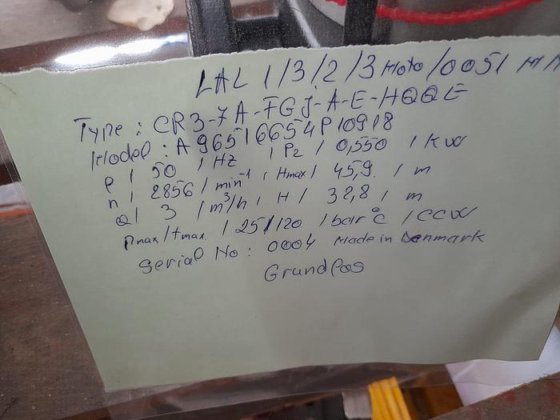 LAL 1/3/2/3 Moto/0051
Type: CR3-7A-FGJ-A-E-HQQE
Model: A96516654P10918
P / 50 / Hz / P2 / 0,550 / KW
n / 2856 / min⁻¹ / Hmax / 45,9 / m
Q / 3 / m³/h / H / 32,8 / m
Pmax/tmax / 25/120 / bar°C / CCW
Serial No: 0004 Made in Denmark
Grundfos